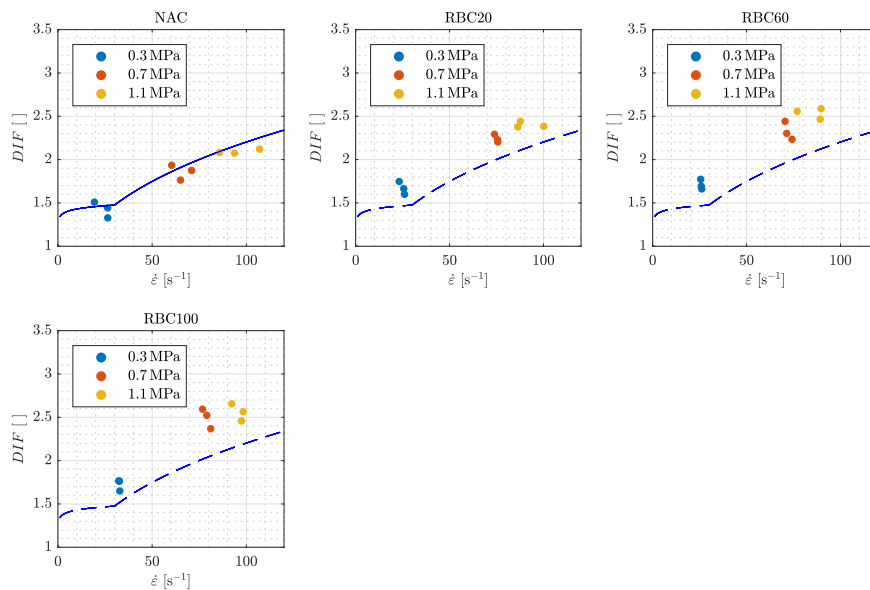 NAC
3.5
3
2.5
2
1.5
1
DIF [ ]
0.3 MPa
0.7 MPa
1.1 MPa
0 50 100
ε̇ [s⁻¹]
RBC20
3.5
3
2.5
2
1.5
1
DIF [ ]
0.3 MPa
0.7 MPa
1.1 MPa
0 50 100
ε̇ [s⁻¹]
RBC60
3.5
3
2.5
2
1.5
1
DIF [ ]
0.3 MPa
0.7 MPa
1.1 MPa
0 50 100
ε̇ [s⁻¹]
RBC100
3.5
3
2.5
2
1.5
1
DIF [ ]
0.3 MPa
0.7 MPa
1.1 MPa
0 50 100
ε̇ [s⁻¹]